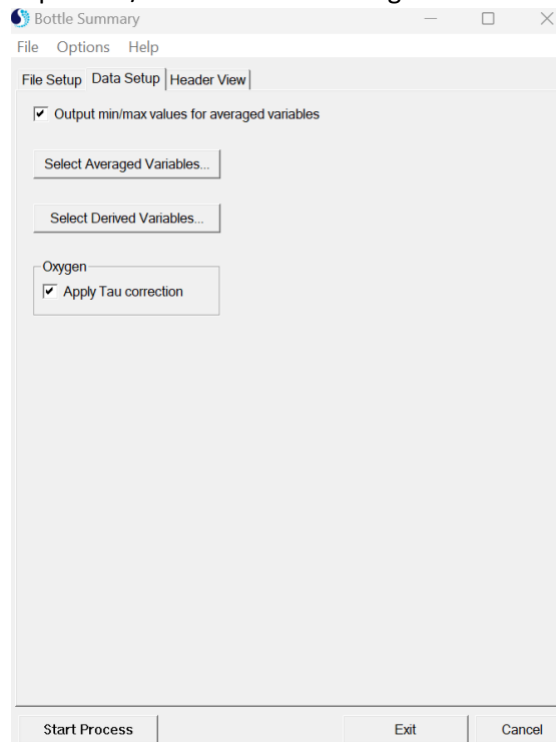 Bottle Summary
File Options Help
File Setup Data Setup Header View
Output min/max values for averaged variables
Select Averaged Variables...
Select Derived Variables...
Oxygen
Apply Tau correction
Start Process Exit Cancel